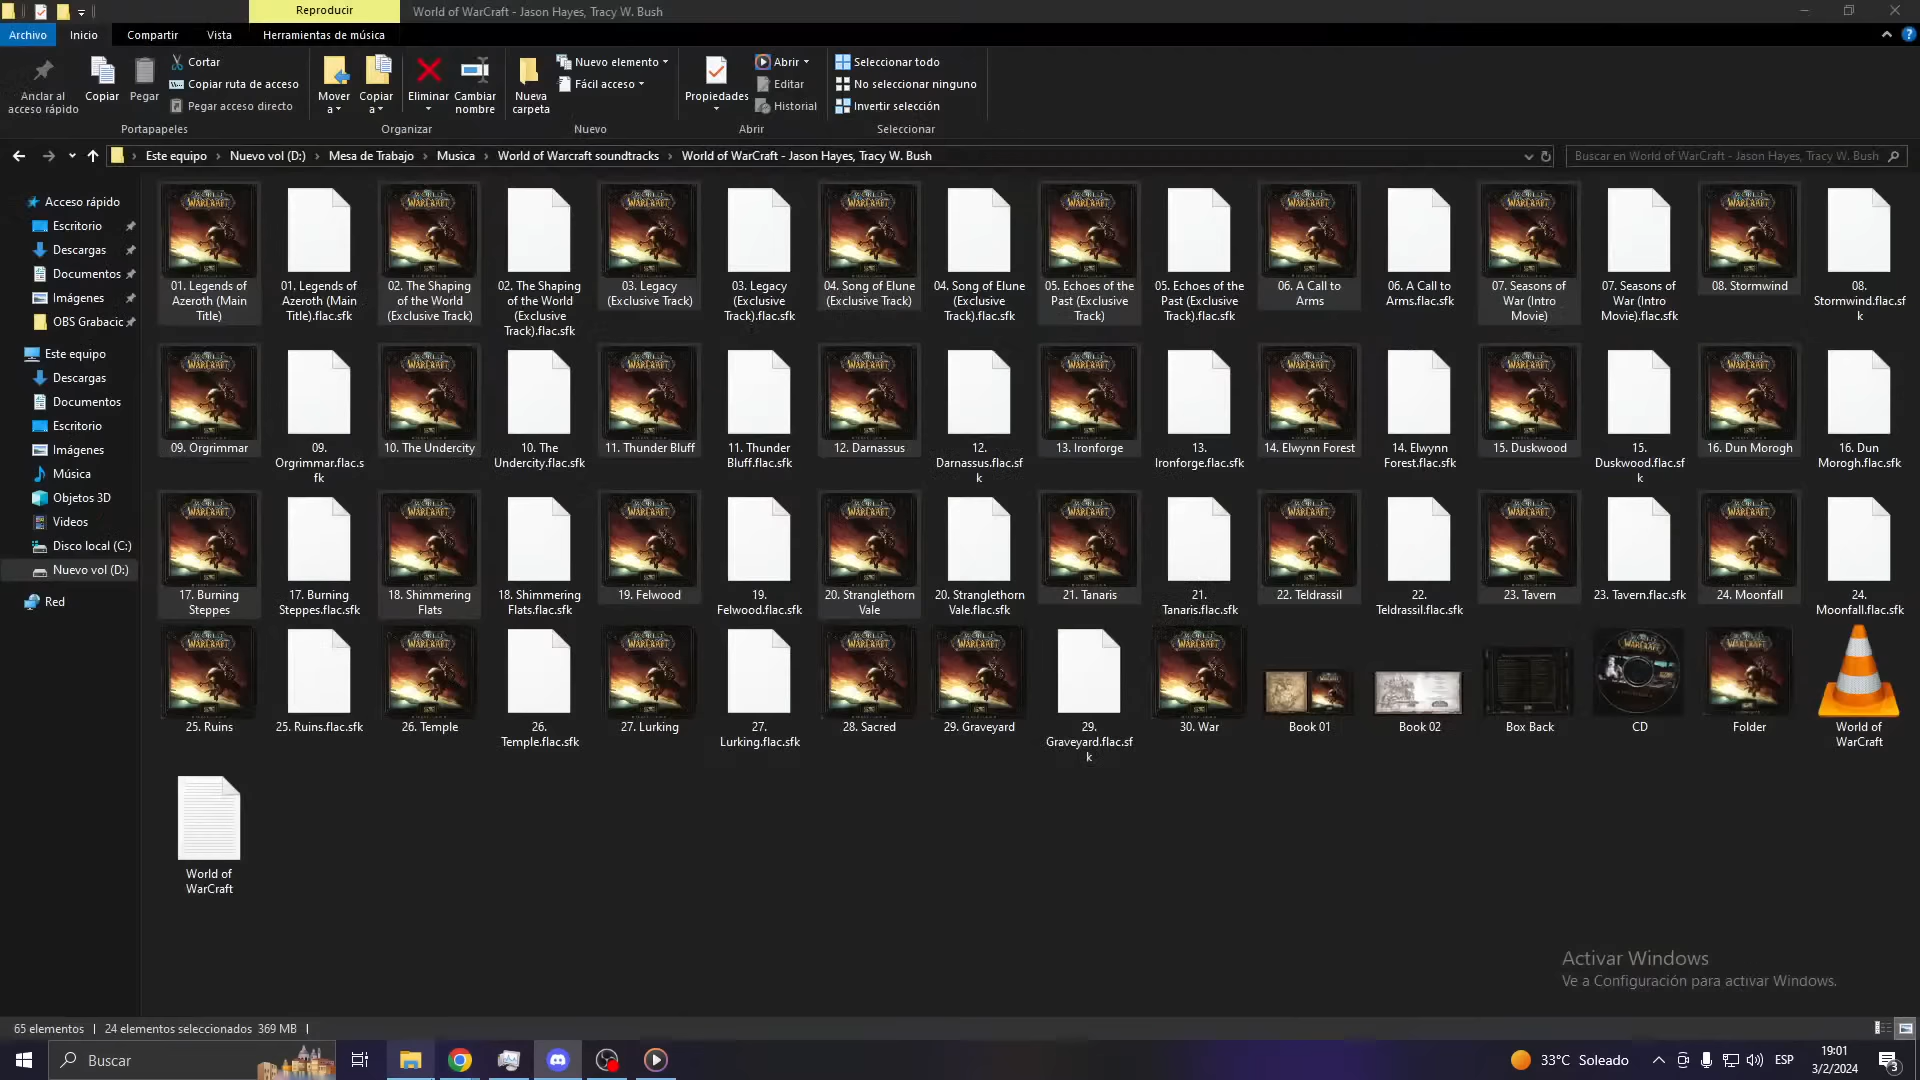 Reproducir
World of WarCraft - Jason Hayes, Tracy W. Bush
Archivo
Inicio
Compartir
Vista
Herramientas de música
Anclar al
acceso rápido
Copiar
Pegar
Cortar
Copiar ruta de acceso
Pegar acceso directo
Portapapeles
Mover
a
Copiar
a
Eliminar
Cambiar
nombre
Organizar
Nueva
carpeta
Nuevo elemento
Fácil acceso
Nuevo
Propiedades
Abrir
Editar
Historial
Abrir
Seleccionar todo
No seleccionar ninguno
Invertir selección
Seleccionar
Este equipo
Nuevo vol (D:)
Mesa de Trabajo
Musica
World of Warcraft soundtracks
World of WarCraft - Jason Hayes, Tracy W. Bush
Buscar en World of WarCraft - Jason Hayes, Tracy W. Bush
Acceso rápido
Escritorio
Descargas
Documentos
Imágenes
OBS Grabacic
Este equipo
Descargas
Documentos
Escritorio
Imágenes
Música
Objetos 3D
Videos
Disco local (C:)
Nuevo vol (D:)
Red
01. Legends of
Azeroth (Main
Title)
01. Legends of
Azeroth (Main
Title).flac.sfk
02. The Shaping
of the World
(Exclusive Track)
02. The Shaping
of the World
(Exclusive
Track).flac.sfk
03. Legacy
(Exclusive Track)
03. Legacy
(Exclusive
Track).flac.sfk
04. Song of Elune
(Exclusive Track)
04. Song of Elune
(Exclusive
Track).flac.sfk
05. Echoes of the
Past (Exclusive
Track)
05. Echoes of the
Past (Exclusive
Track).flac.sfk
06. A Call to
Arms
06. A Call to
Arms.flac.sfk
07. Seasons of
War (Intro
Movie)
07. Seasons of
War (Intro
Movie).flac.sfk
08. Stormwind
08.
Stormwind.flac.sf
k
09. Orgrimmar
09.
Orgrimmar.flac.s
fk
10. The Undercity
10. The
Undercity.flac.sfk
11. Thunder Bluff
11. Thunder
Bluff.flac.sfk
12. Darnassus
12.
Darnassus.flac.sf
k
13. Ironforge
13.
Ironforge.flac.sfk
14. Elwynn Forest
14. Elwynn
Forest.flac.sfk
15. Duskwood
15.
Duskwood.flac.sf
k
16. Dun Morogh
16. Dun
Morogh.flac.sfk
17. Burning
Steppes
17. Burning
Steppes.flac.sfk
18. Shimmering
Flats
18. Shimmering
Flats.flac.sfk
19. Felwood
19.
Felwood.flac.sfk
20. Stranglethorn
Vale
20. Stranglethorn
Vale.flac.sfk
21. Tanaris
21.
Tanaris.flac.sfk
22. Teldrassil
22.
Teldrassil.flac.sfk
23. Tavern
23. Tavern.flac.sfk
24. Moonfall
24.
Moonfall.flac.sfk
25. Ruins
25. Ruins.flac.sfk
26. Temple
26.
Temple.flac.sfk
27. Lurking
27.
Lurking.flac.sfk
28. Sacred
29. Graveyard
29.
Graveyard.flac.sf
k
30. War
Book 01
Book 02
Box Back
CD
Folder
World of
WarCraft
World of
WarCraft
Activar Windows
Ve a Configuración para activar Windows.
65 elementos
24 elementos seleccionados 369 MB
Buscar
33°C Soleado
ESP
19:01
3/2/2024
3